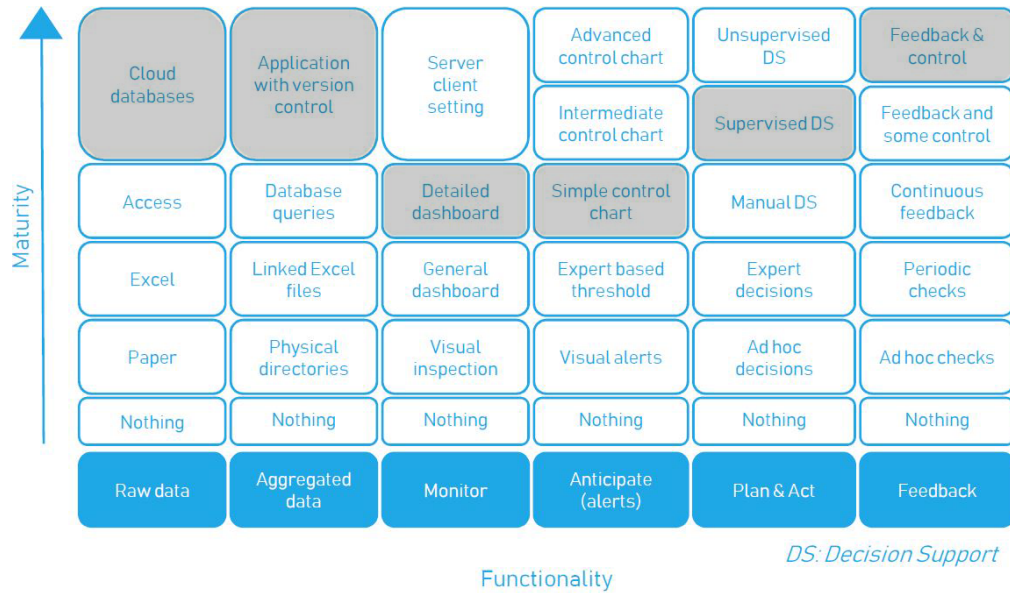 Maturity
Cloud
databases
Application
with version
control
Server
client
setting
Advanced
control chart
Unsupervised
DS
Feedback &
control
Intermediate
control chart
Supervised DS
Feedback and
some control
Access
Database
queries
Detailed
dashboard
Simple control
chart
Manual DS
Continuous
feedback
Excel
Linked Excel
files
General
dashboard
Expert based
threshold
Expert
decisions
Periodic
checks
Paper
Physical
directories
Visual
inspection
Visual alerts
Ad hoc
decisions
Ad hoc checks
Nothing
Nothing
Nothing
Nothing
Nothing
Nothing
Raw data
Aggregated
data
Monitor
Anticipate
(alerts)
Plan & Act
Feedback
DS: Decision Support
Functionality